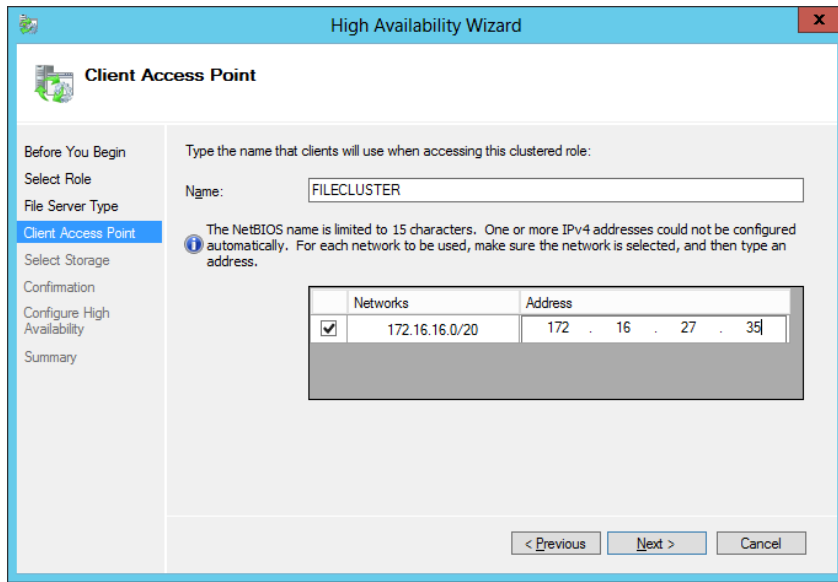 High Availability Wizard
x
Client Access Point
Before You Begin
Select Role
File Server Type
Client Access Point
Select Storage
Confirmation
Configure High
Availability
Summary
Type the name that clients will use when accessing this clustered role:
Name: FILECLUSTER
The NetBIOS name is limited to 15 characters. One or more IPv4 addresses could not be configured
automatically. For each network to be used, make sure the network is selected, and then type an
address.
Networks Address
172.16.16.0/20 172 . 16 . 27 . 35
< Previous Next > Cancel